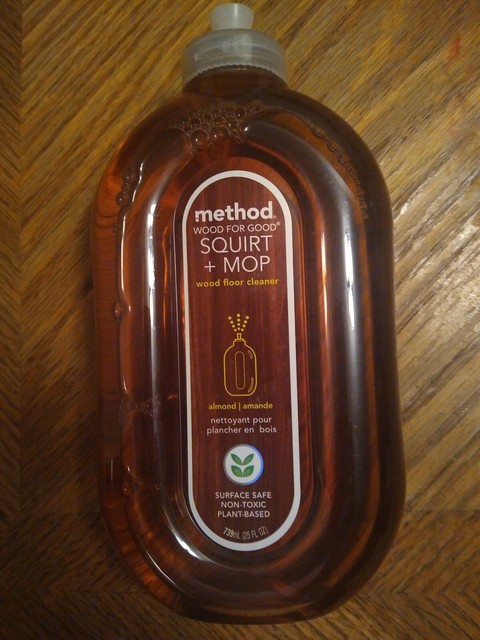 method®
WOOD FOR GOOD®
SQUIRT
+ MOP
wood floor cleaner
almond | amande
nettoyant pour
plancher en bois
SURFACE SAFE
NON-TOXIC
PLANT-BASED
739mL (25 FL OZ)